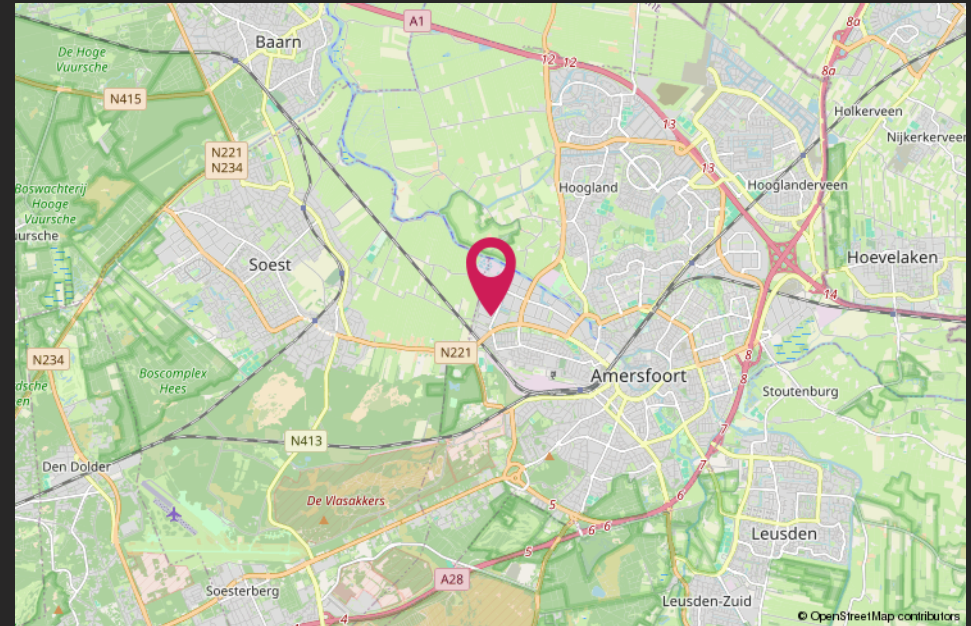 A1
8a
Baarn
De Hoge
Vuursche
12
12
8a
N415
Holkerveen
13
Nijkerkerveen
N221
N234
13
Hoogland
Hooglanderveen
Boswachterij
Hooge
Vuursche
Soest
Hoevelaken
14
N221
N234
8
Boscomplex
Hees
Amersfoort
8
Stoutenburg
7
N413
7
Den Dolder
De Vlasakkers
5
6
6
6
Leusden
5
A28
Soesterberg
Leusden-Zuid
4
© OpenStreetMap contributors